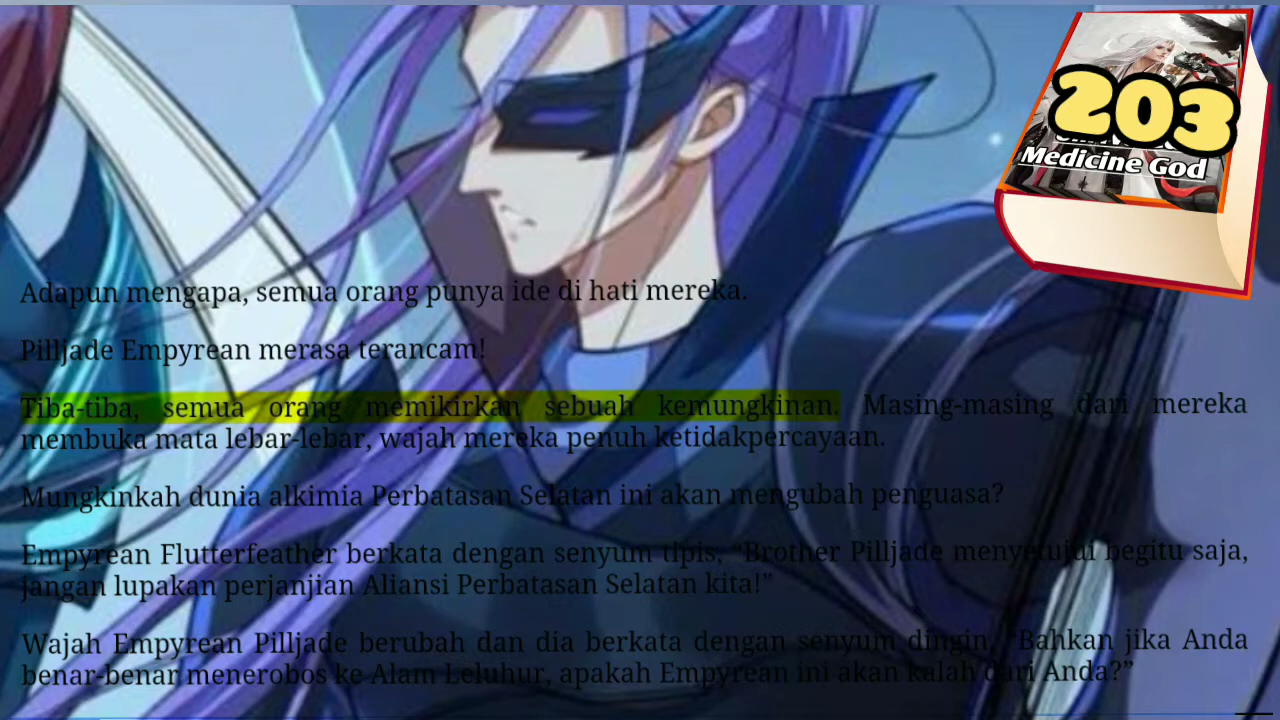 203
Medicine God
Adapun mengapa, semua orang punya ide di hati mereka.
Pilljade Empyrean merasa terancam!
Tiba-tiba, semua orang memikirkan sebuah kemungkinan. Masing-masing dari mereka
membuka mata lebar-lebar, wajah mereka penuh ketidakpercayaan.
Mungkinkah dunia alkimia Perbatasan Selatan ini akan mengubah penguasa?
Empyrean Flutterfeather berkata dengan senyum tipis, “Brother Pilljade menyetujui begitu saja,
jangan lupakan perjanjian Aliansi Perbatasan Selatan kita!”
Wajah Empyrean Pilljade berubah dan dia berkata dengan senyum dingin, “Bahkan jika Anda
benar-benar menerobos ke Alam Leluhur, apakah Empyrean ini akan kalah dari Anda?”